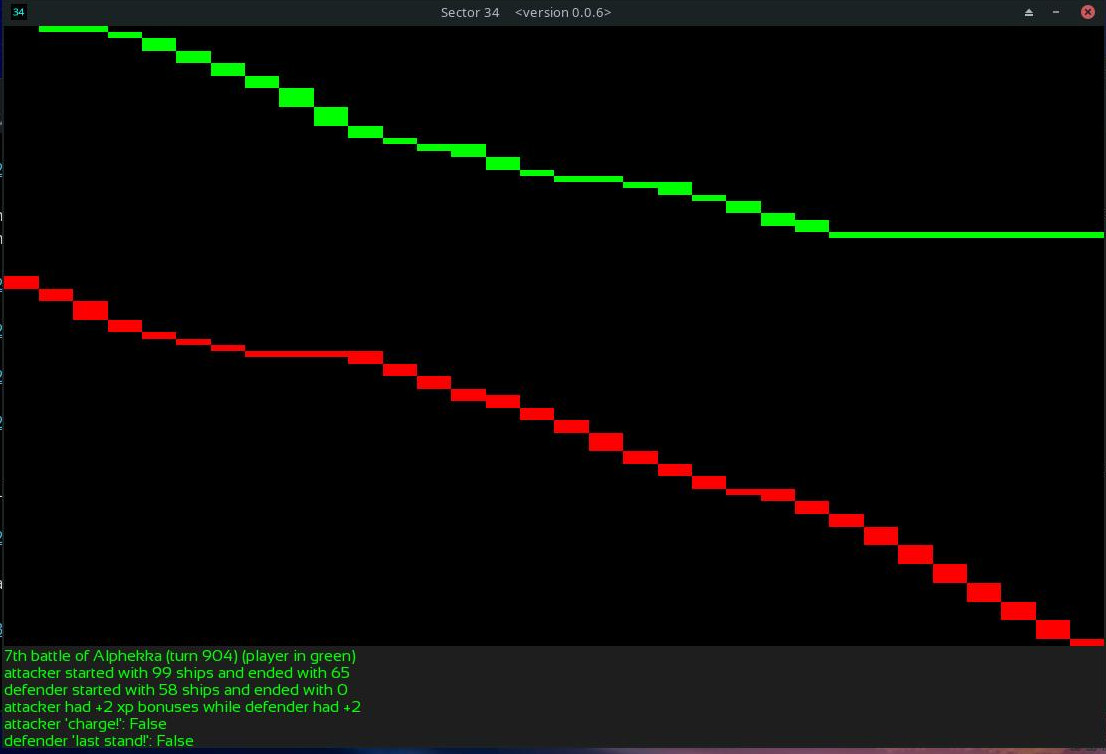 34
Sector 34 <version 0.0.6>
7th battle of Alphekka (turn 904) (player in green)
attacker started with 99 ships and ended with 65
defender started with 58 ships and ended with 0
attacker had +2 xp bonuses while defender had +2
attacker 'charge!': False
defender 'last stand!': False